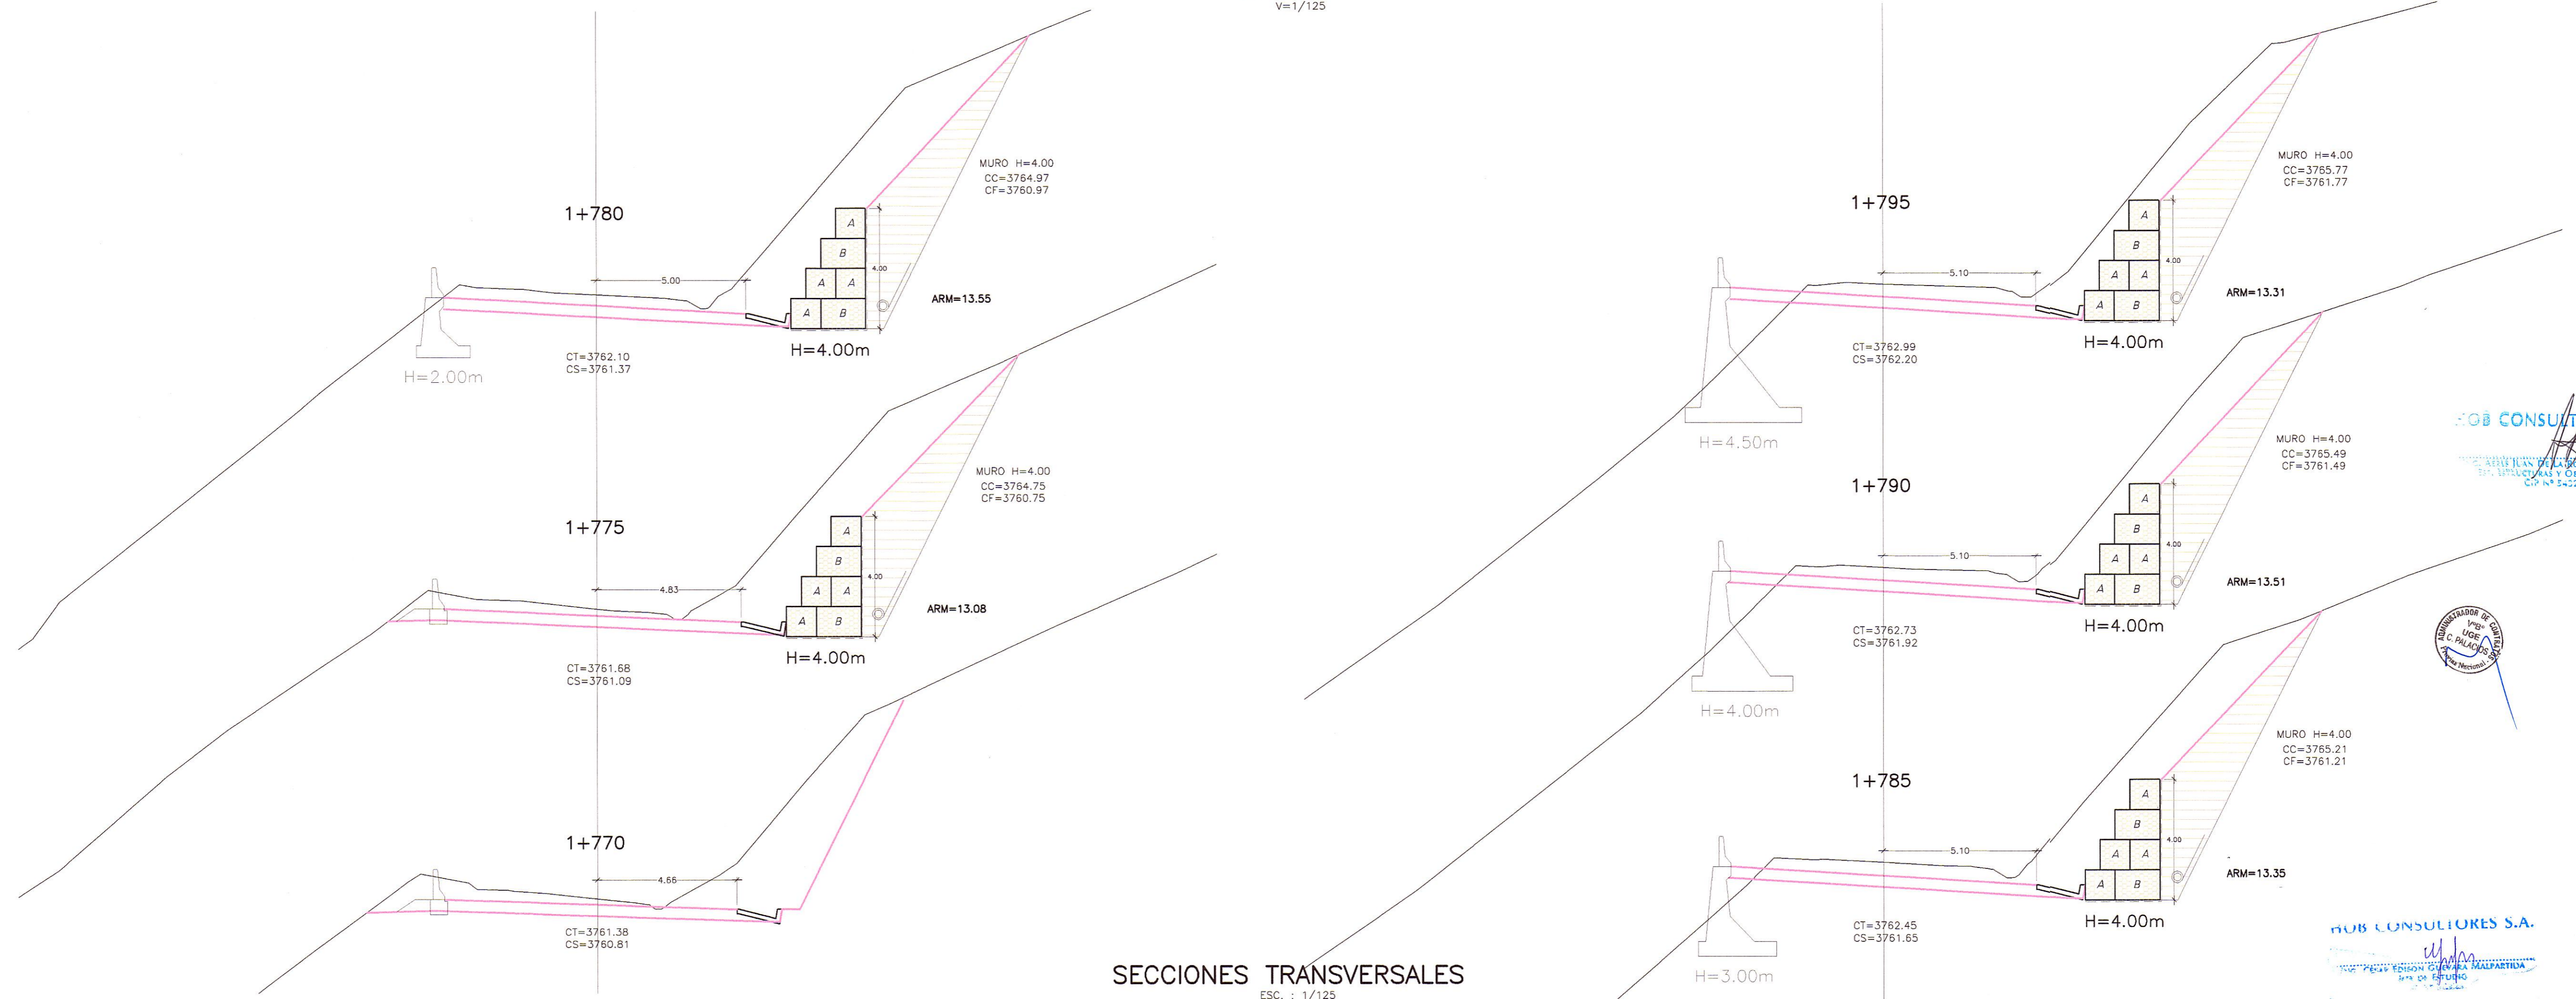 V=1/125
1+780
MURO H=4.00
CC=3764.97
CF=3760.97
A
B
A A
A B
4.00
5.00
ARM=13.55
H=4.00m
H=2.00m
CT=3762.10
CS=3761.37
1+775
MURO H=4.00
CC=3764.75
CF=3760.75
A
B
A A
A B
4.00
4.83
ARM=13.08
H=4.00m
CT=3761.68
CS=3761.09
1+770
4.66
CT=3761.38
CS=3760.81
1+795
MURO H=4.00
CC=3765.77
CF=3761.77
A
B
A A
A B
4.00
5.10
ARM=13.31
H=4.00m
H=4.50m
CT=3762.99
CS=3762.20
1+790
MURO H=4.00
CC=3765.49
CF=3761.49
A
B
A A
A B
4.00
5.10
ARM=13.51
H=4.00m
H=4.00m
CT=3762.73
CS=3761.92
1+785
MURO H=4.00
CC=3765.21
CF=3761.21
A
B
A A
A B
4.00
5.10
ARM=13.35
H=4.00m
H=3.00m
CT=3762.45
CS=3761.65
SECCIONES TRANSVERSALES
ESC. : 1/125
ADMINISTRADOR DE CONTRATOS
V°B°
UGE
C. PALACIOS
HOB CONSULTORES S.A.
EDISON GUEVARA MALPARTIDA